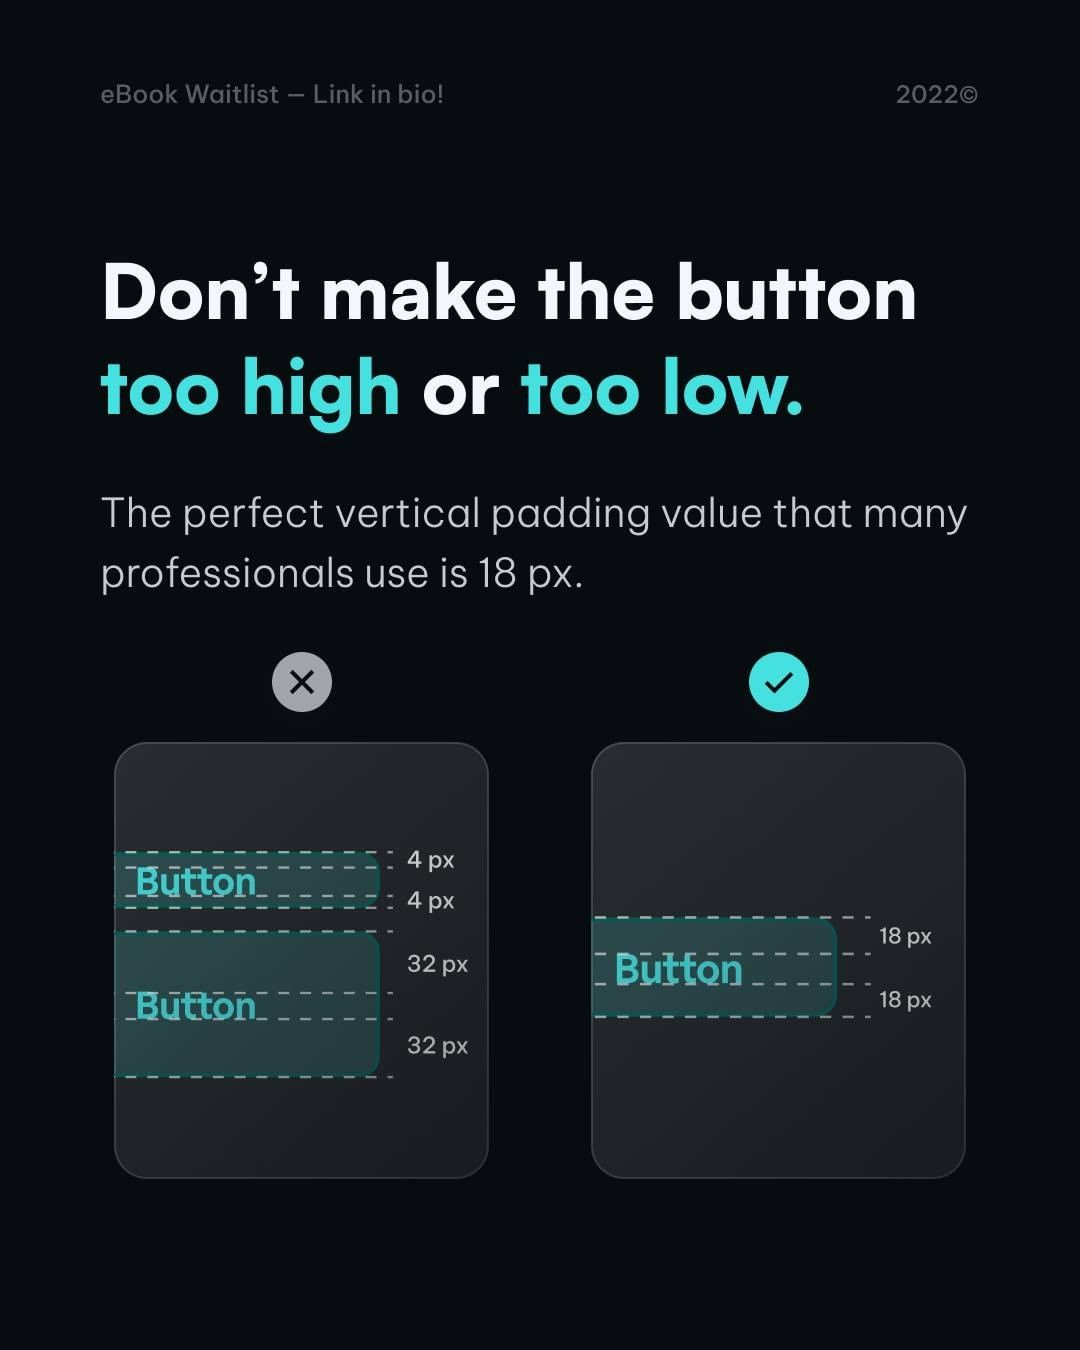 eBook Waitlist — Link in bio!
2022©
Don’t make the button
too high or too low.
The perfect vertical padding value that many
professionals use is 18 px.
Button
4 px
4 px
Button
32 px
32 px
Button
18 px
18 px